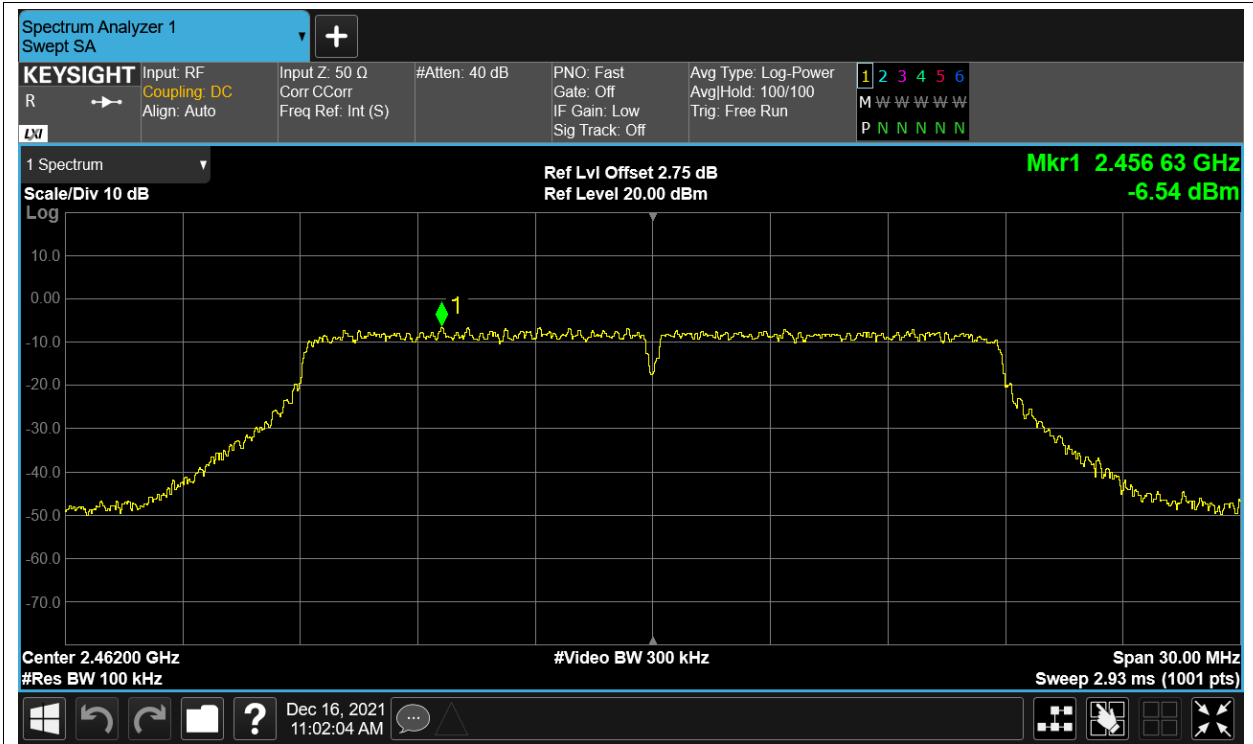 Spectrum Analyzer 1
Swept SA
KEYSIGHT
R
LXI
Input: RF
Coupling: DC
Align: Auto
Input Z: 50 Ω
Corr CCorr
Freq Ref: Int (S)
#Atten: 40 dB
PNO: Fast
Gate: Off
IF Gain: Low
Sig Track: Off
Avg Type: Log-Power
Avg|Hold: 100/100
Trig: Free Run
1 2 3 4 5 6
M W W W W W W
P N N N N N
1 Spectrum
Scale/Div 10 dB
Log
Ref Lvl Offset 2.75 dB
Ref Level 20.00 dBm
Mkr1 2.456 63 GHz
-6.54 dBm
10.0
0.00
-10.0
-20.0
-30.0
-40.0
-50.0
-60.0
-70.0
1
Center 2.46200 GHz
#Res BW 100 kHz
#Video BW 300 kHz
Span 30.00 MHz
Sweep 2.93 ms (1001 pts)
?
Dec 16, 2021
11:02:04 AM